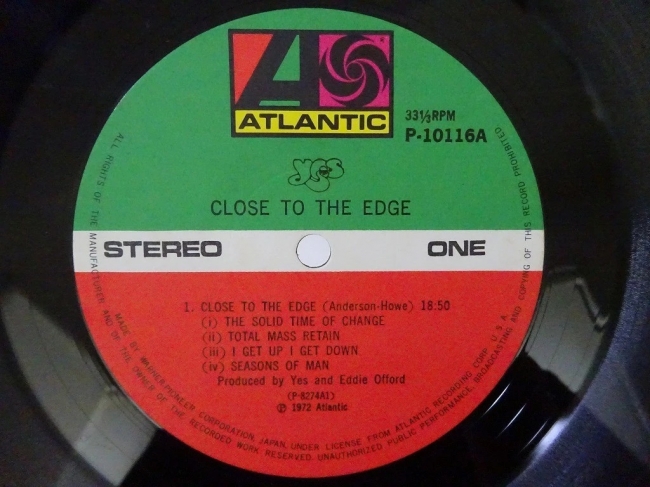 ATLANTIC
33⅓RPM
P-10116A
yes
CLOSE TO THE EDGE
STEREO
ONE
1. CLOSE TO THE EDGE (Anderson-Howe) 18:50
(i) THE SOLID TIME OF CHANGE
(ii) TOTAL MASS RETAIN
(iii) I GET UP I GET DOWN
(iv) SEASONS OF MAN
Produced by Yes and Eddie Offord
(P-8274A1)
Ⓟ 1972 Atlantic
MADE BY WARNER-PIONEER CORPORATION, JAPAN, UNDER LICENSE FROM ATLANTIC RECORDING CORP. U.S.A.
ALL RIGHTS OF THE MANUFACTURER AND OF THE OWNER OF THE RECORDED WORK RESERVED. UNAUTHORIZED PUBLIC PERFORMANCE, BROADCASTING AND COPYING OF THIS RECORD PROHIBITED